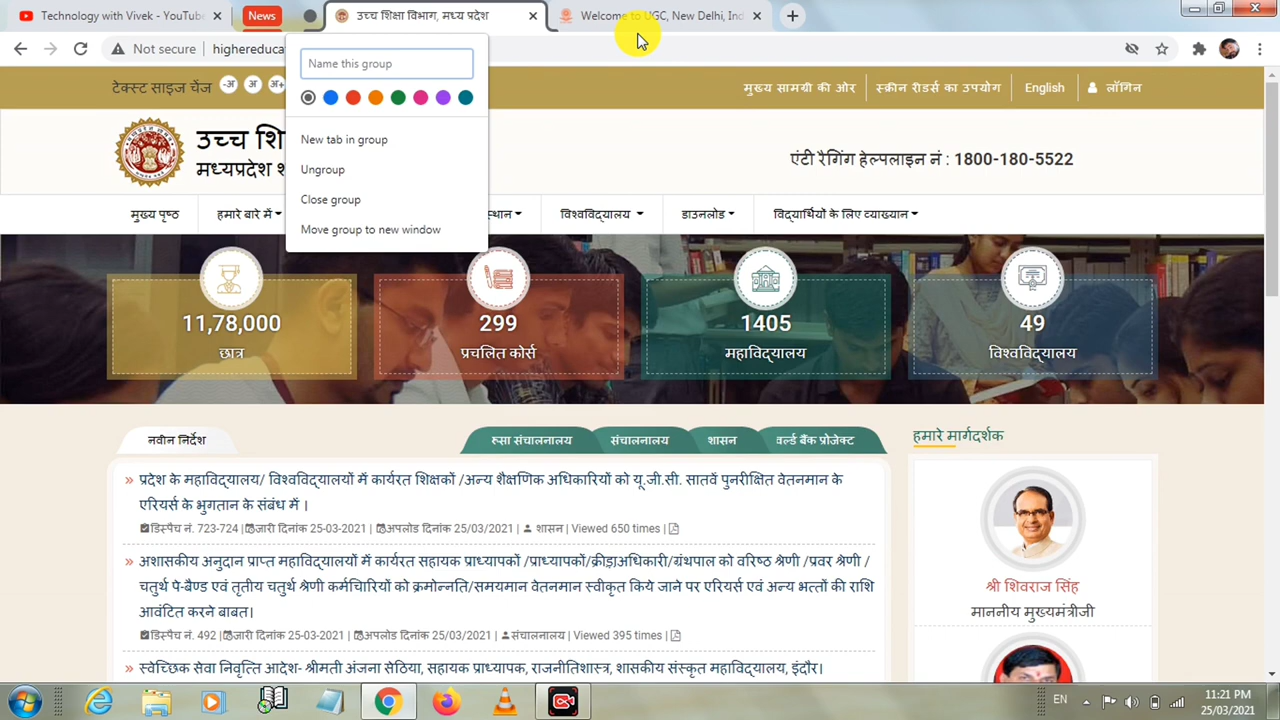 Technology with Vivek - YouTube
News
उच्च शिक्षा विभाग, मध्य प्रदेश
Welcome to UGC, New Delhi, Ind
Not secure
highereduca
Name this group
New tab in group
Ungroup
Close group
Move group to new window
टेक्स्ट साइज चेंज -अ अ अ+
मुख्य सामग्री की ओर
स्क्रीन रीडर्स का उपयोग
English
लॉगिन
उच्च शि
मध्यप्रदेश श
एंटी रैगिंग हेल्पलाइन नं : 1800-180-5522
मुख्य पृष्ठ
हमारे बारे में
विश्वविद्यालय
डाउनलोड
विद्यार्थियों के लिए व्याख्यान
11,78,000
छात्र
299
प्रचलित कोर्स
1405
महाविद्यालय
49
विश्वविद्यालय
नवीन निर्देश
रूसा संचालनालय
संचालनालय
शासन
वर्ल्ड बैंक प्रोजेक्ट
हमारे मार्गदर्शक
» प्रदेश के महाविद्यालय/ विश्वविद्यालयों में कार्यरत शिक्षकों /अन्य शैक्षणिक अधिकारियों को यू.जी.सी. सातवें पुनरीक्षित वेतनमान के
एरियर्स के भुगतान के संबंध में ।
डिस्पैच नं. 723-724 | जारी दिनांक 25-03-2021 | अपलोड दिनांक 25/03/2021 | शासन | Viewed 650 times |
» अशासकीय अनुदान प्राप्त महाविद्यालयों में कार्यरत सहायक प्राध्यापकों /प्राध्यापकों/क्रीड़ाअधिकारी/ग्रंथपाल को वरिष्ठ श्रेणी /प्रवर श्रेणी /
चतुर्थ पे-बैण्ड एवं तृतीय चतुर्थ श्रेणी कर्मचारियों को क्रमोन्नति/समयमान वेतनमान स्वीकृत किये जाने पर एरियर्स एवं अन्य भत्तों की राशि
आवंटित करने बाबत।
डिस्पैच नं. 492 | जारी दिनांक 25-03-2021 | अपलोड दिनांक 25/03/2021 | संचालनालय | Viewed 395 times |
» स्वेच्छिक सेवा निवृत्ति आदेश- श्रीमती अंजना सेठिया, सहायक प्राध्यापक, राजनीतिशास्त्र, शासकीय संस्कृत महाविद्यालय, इंदौर।
श्री शिवराज सिंह
माननीय मुख्यमंत्रीजी
EN
11:21 PM
25/03/2021